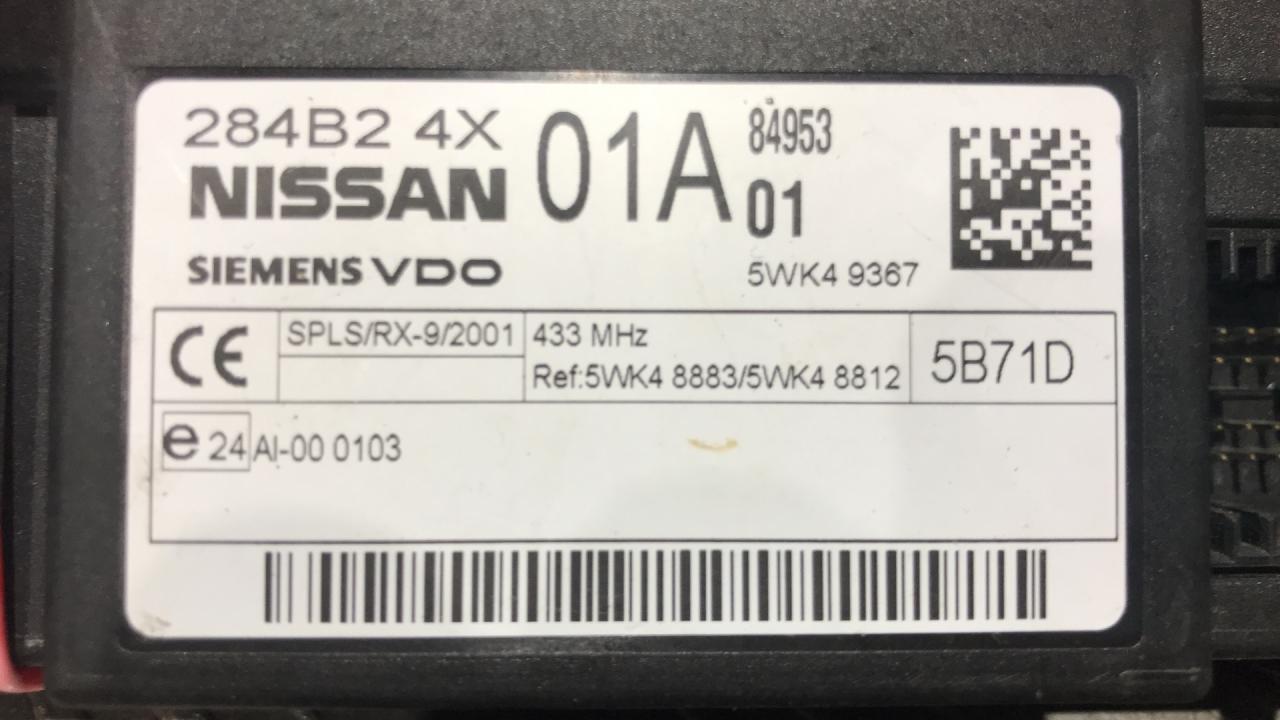 284B2 4X 01A 84953
NISSAN 01
SIEMENS VDO 5WK4 9367
CE SPLS/RX-9/2001 433 MHz 5B71D
Ref:5WK4 8883/5WK4 8812
e 24 AI-00 0103